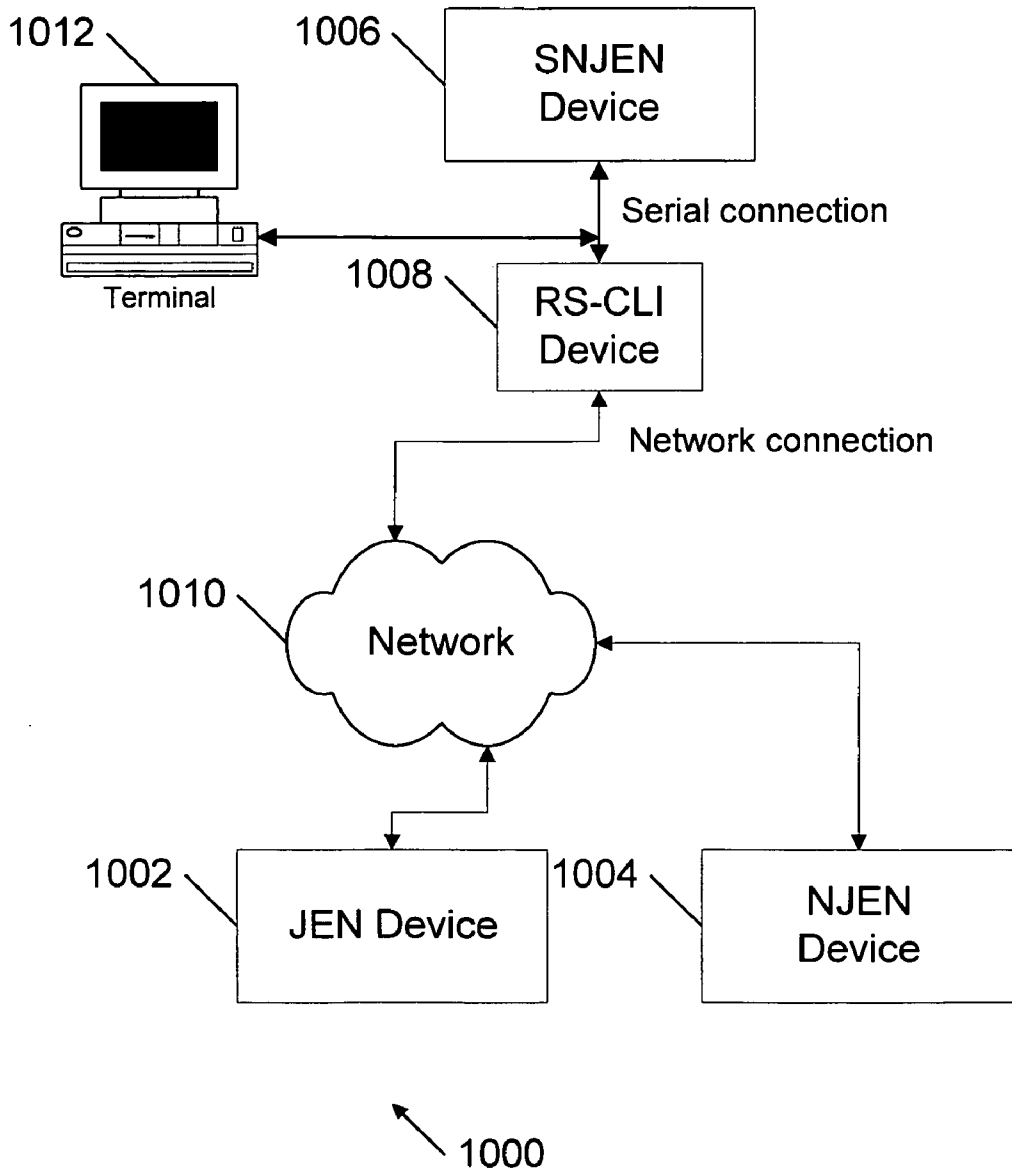 1012
1006
SNJEN
Device
Serial connection
Terminal
1008
RS-CLI
Device
Network connection
1010
Network
1002
JEN Device
1004
NJEN
Device
1000